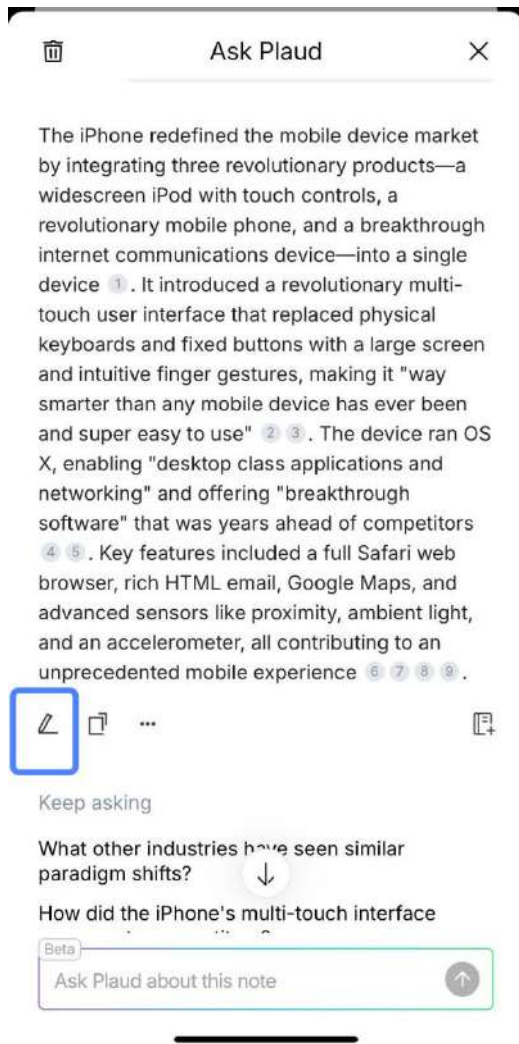 Ask Plaud
The iPhone redefined the mobile device market
by integrating three revolutionary products—a
widescreen iPod with touch controls, a
revolutionary mobile phone, and a breakthrough
internet communications device—into a single
device 1 . It introduced a revolutionary multi-
touch user interface that replaced physical
keyboards and fixed buttons with a large screen
and intuitive finger gestures, making it "way
smarter than any mobile device has ever been
and super easy to use" 2 3 . The device ran OS
X, enabling "desktop class applications and
networking" and offering "breakthrough
software" that was years ahead of competitors
4 5 . Key features included a full Safari web
browser, rich HTML email, Google Maps, and
advanced sensors like proximity, ambient light,
and an accelerometer, all contributing to an
unprecedented mobile experience 6 7 8 9 .
Keep asking
What other industries have seen similar
paradigm shifts?
How did the iPhone's multi-touch interface
Beta
Ask Plaud about this note